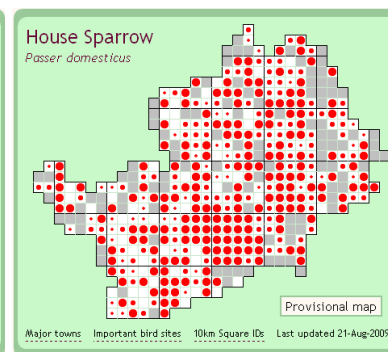 House Sparrow
Passer domesticus
Provisional map
Major towns Important bird sites 10km Square IDs Last updated 21-Aug-2009